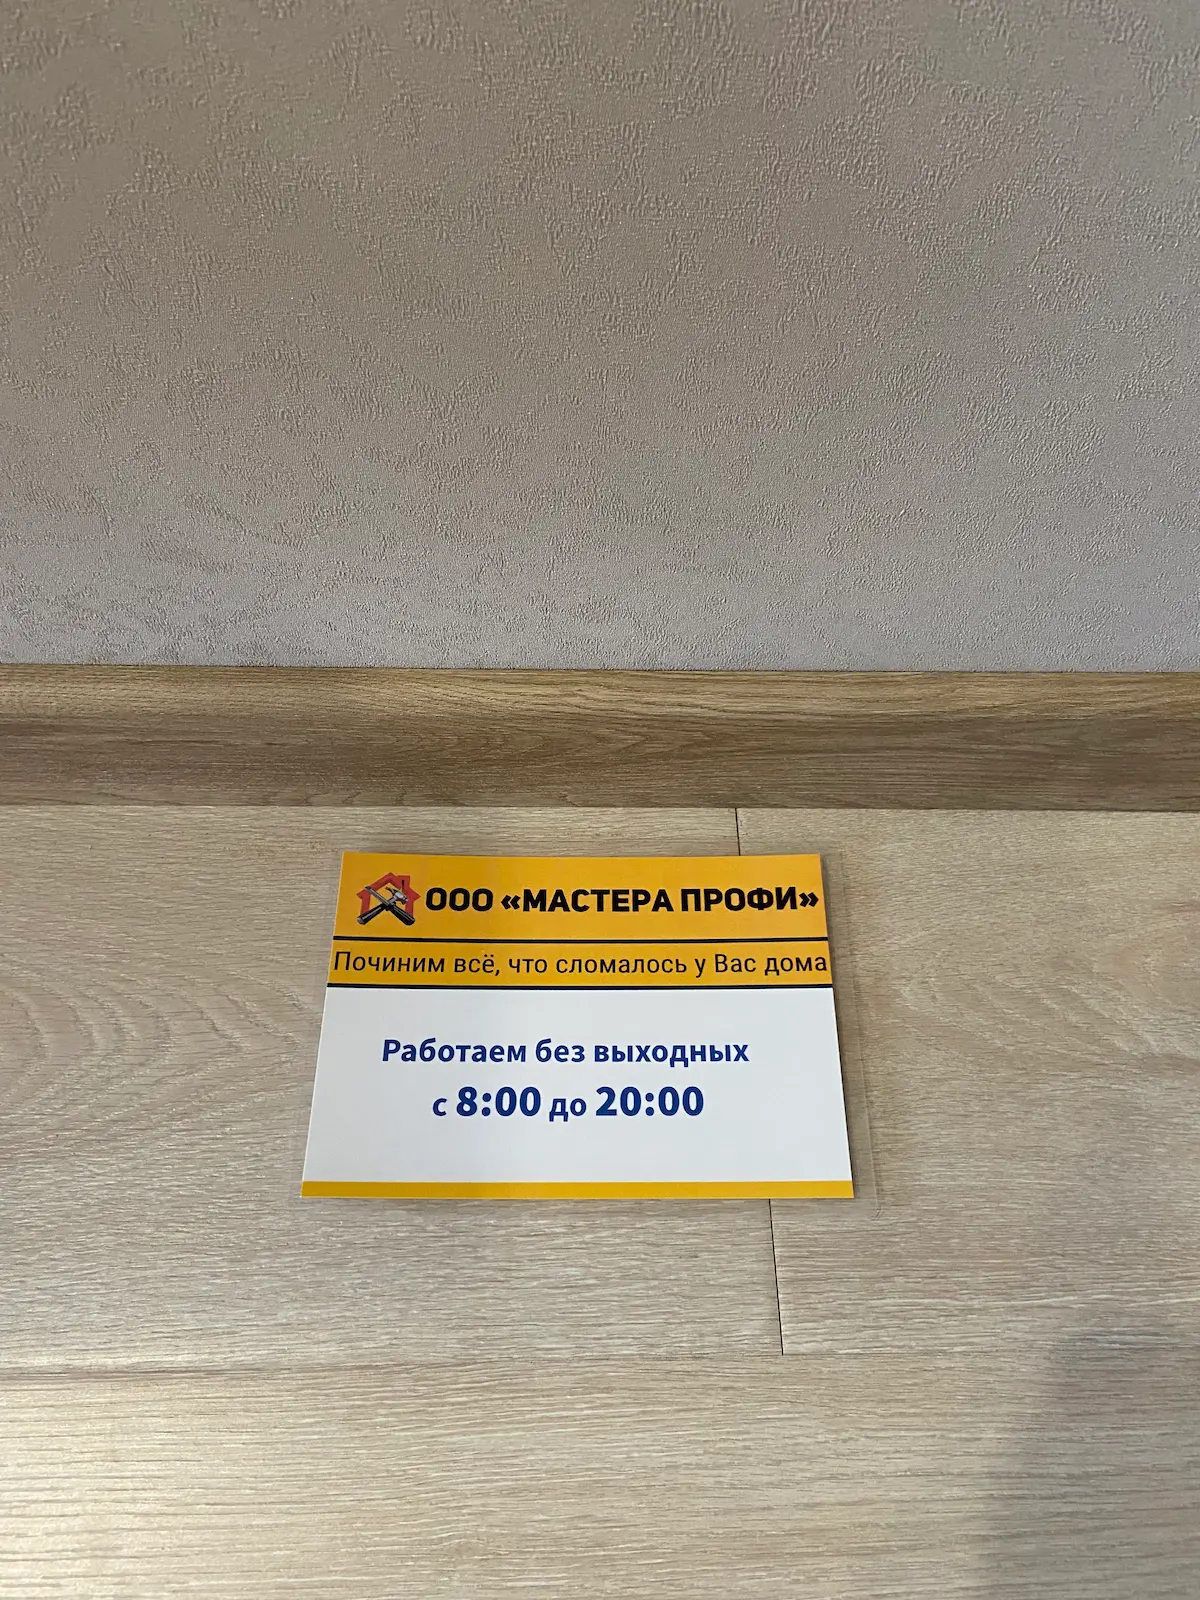 ООО «МАСТЕРА ПРОФИ»
Починим всё, что сломалось у Вас дома
Работаем без выходных
с 8:00 до 20:00